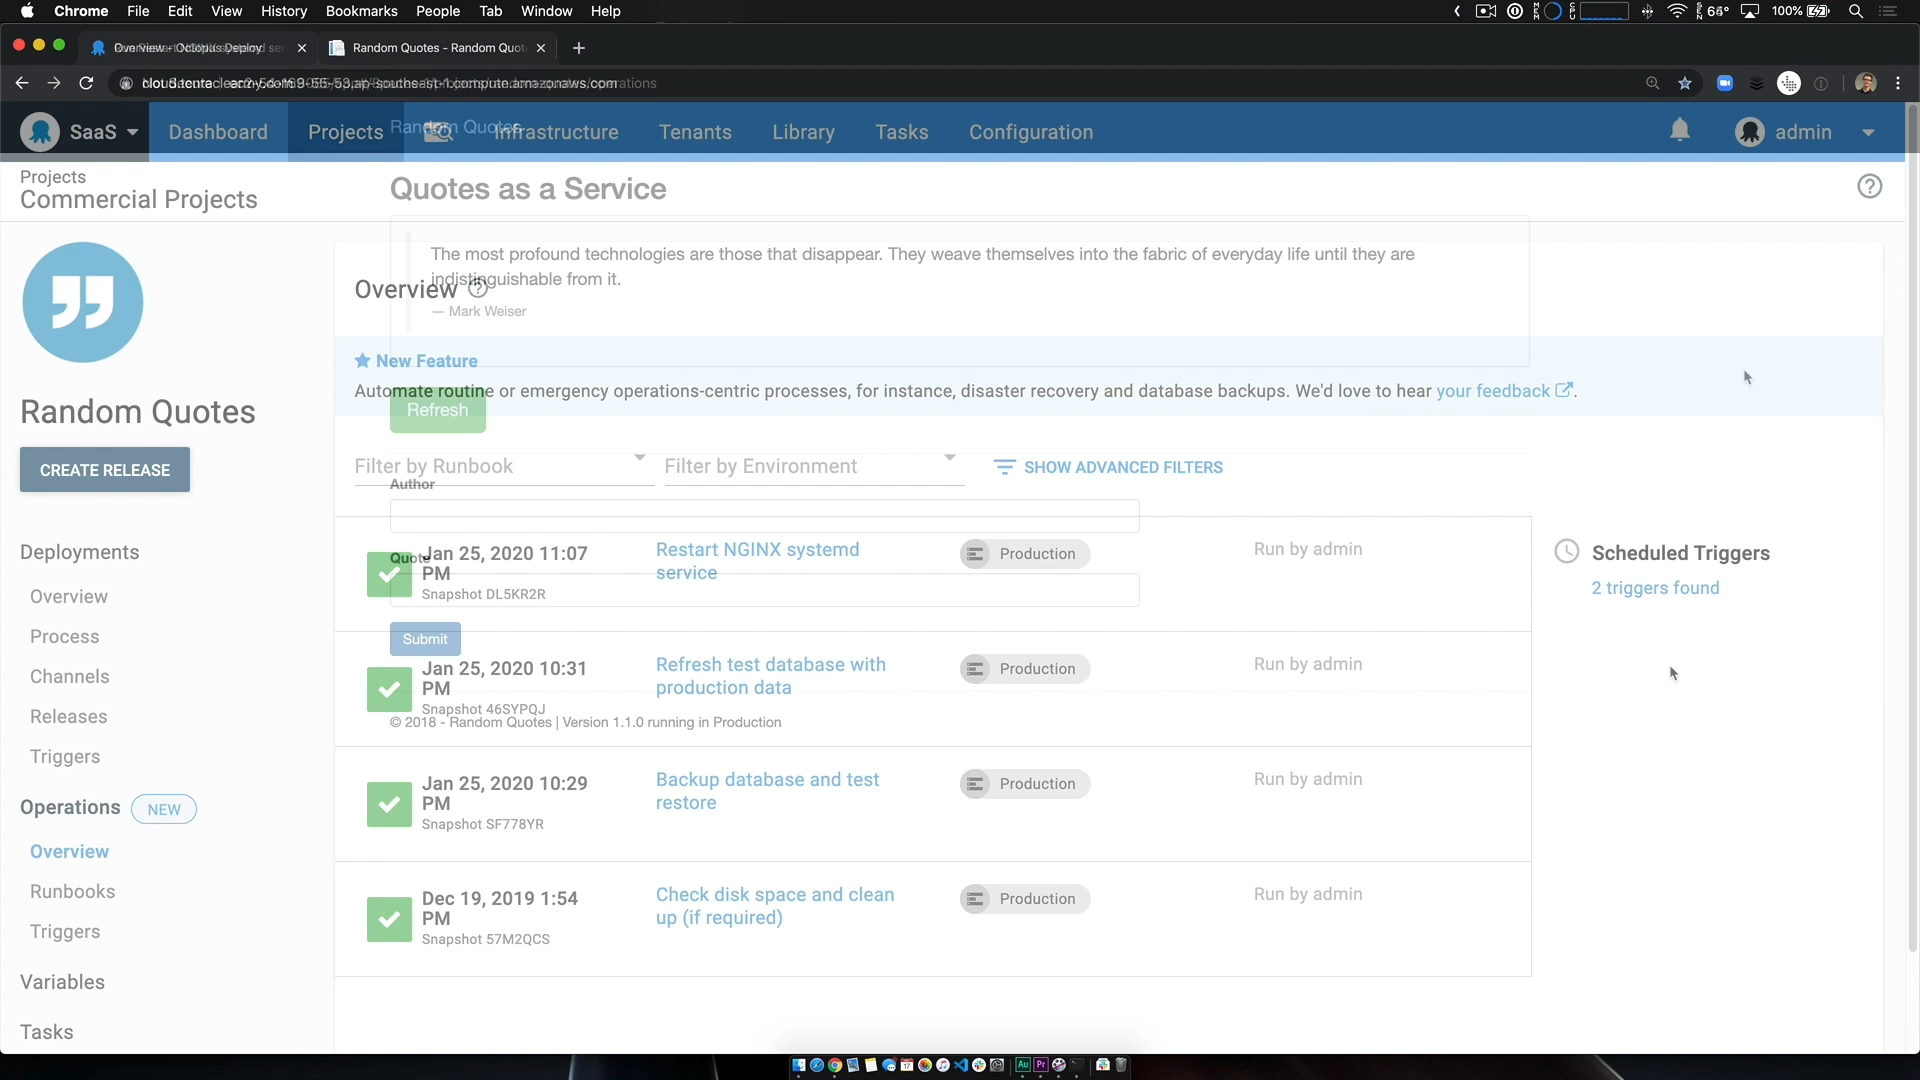 Chrome File Edit View History Bookmarks People Tab Window Help
64° 100%
Overview - Octopus Deploy
Random Quotes - Random Quot
SaaS Dashboard Projects Infrastructure Tenants Library Tasks Configuration admin
Random Quotes
Projects
Commercial Projects
Quotes as a Service
The most profound technologies are those that disappear. They weave themselves into the fabric of everyday life until they are
indistinguishable from it.
— Mark Weiser
Overview
New Feature
Automate routine or emergency operations-centric processes, for instance, disaster recovery and database backups. We'd love to hear your feedback.
Refresh
Random Quotes
CREATE RELEASE
Filter by Runbook Filter by Environment SHOW ADVANCED FILTERS
Author
Quote
Submit
© 2018 - Random Quotes | Version 1.1.0 running in Production
Deployments
Overview
Process
Channels
Releases
Triggers
Operations NEW
Overview
Runbooks
Triggers
Variables
Tasks
Jan 25, 2020 11:07
PM
Snapshot DL5KR2R
Restart NGINX systemd
service
Production
Run by admin
Jan 25, 2020 10:31
PM
Snapshot 46SYPQJ
Refresh test database with
production data
Production
Run by admin
Jan 25, 2020 10:29
PM
Snapshot SF778YR
Backup database and test
restore
Production
Run by admin
Dec 19, 2019 1:54
PM
Snapshot 57M2QCS
Check disk space and clean
up (if required)
Production
Run by admin
Scheduled Triggers
2 triggers found
Au Pr